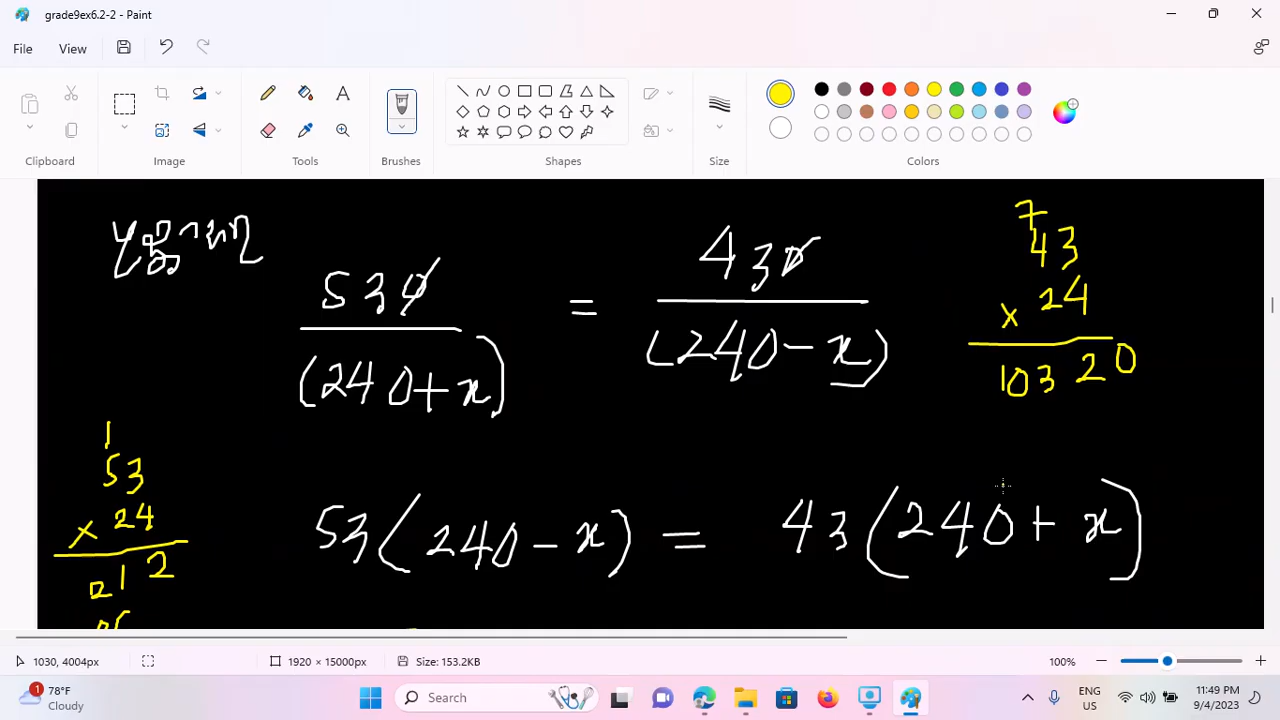 grade9ex6.2-2 - Paint
File View
Clipboard Image Tools Brushes Shapes Size Colors
530 / (240 + x) = 430 / (240 - x)
7
43
x 24
10320
1
53
x 24
212
53(240 - x) = 43(240 + x)
1030, 4004px 1920 × 15000px Size: 153.2KB 100%
1
78°F
Cloudy
Search
ENG
US
11:49 PM
9/4/2023